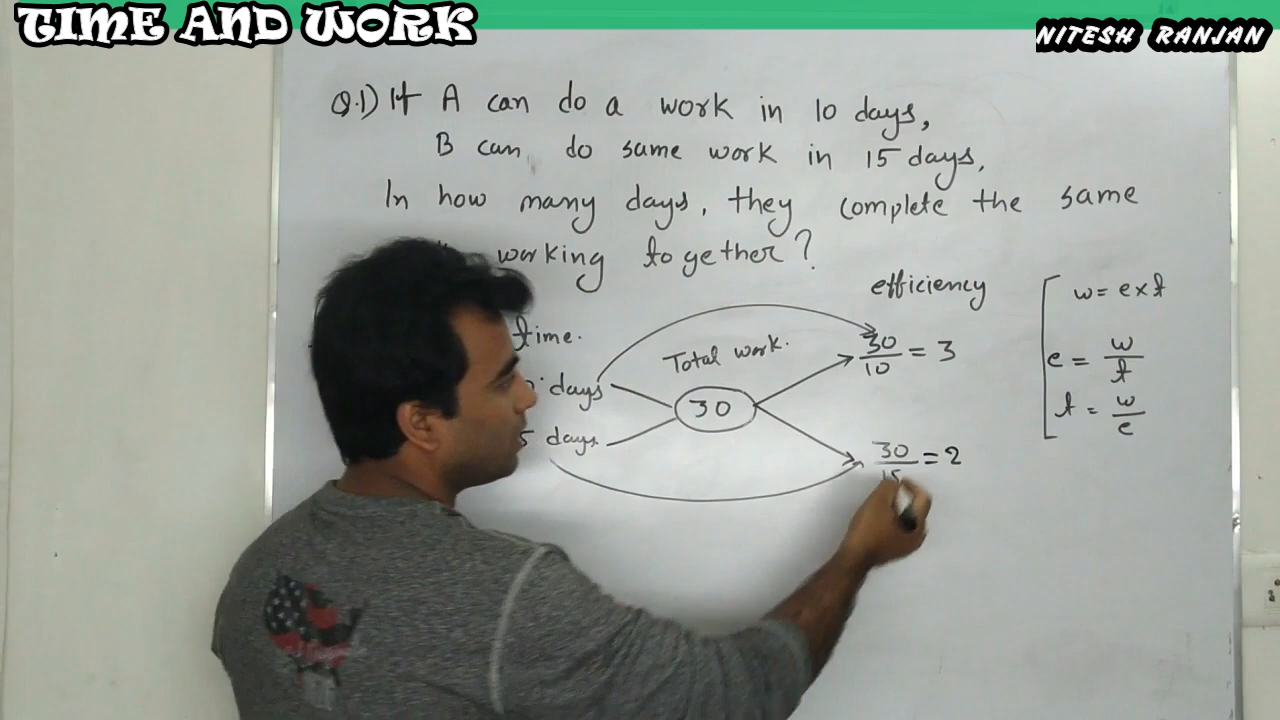 TIME AND WORK
NITESH RANJAN
Q.1) If A can do a work in 10 days,
B can do same work in 15 days.
In how many days, they complete the same
working together?
efficiency
time.
Total work.
days
30
days
30/10 = 3
30/15 = 2
w = e x t
e = w/t
t = w/e